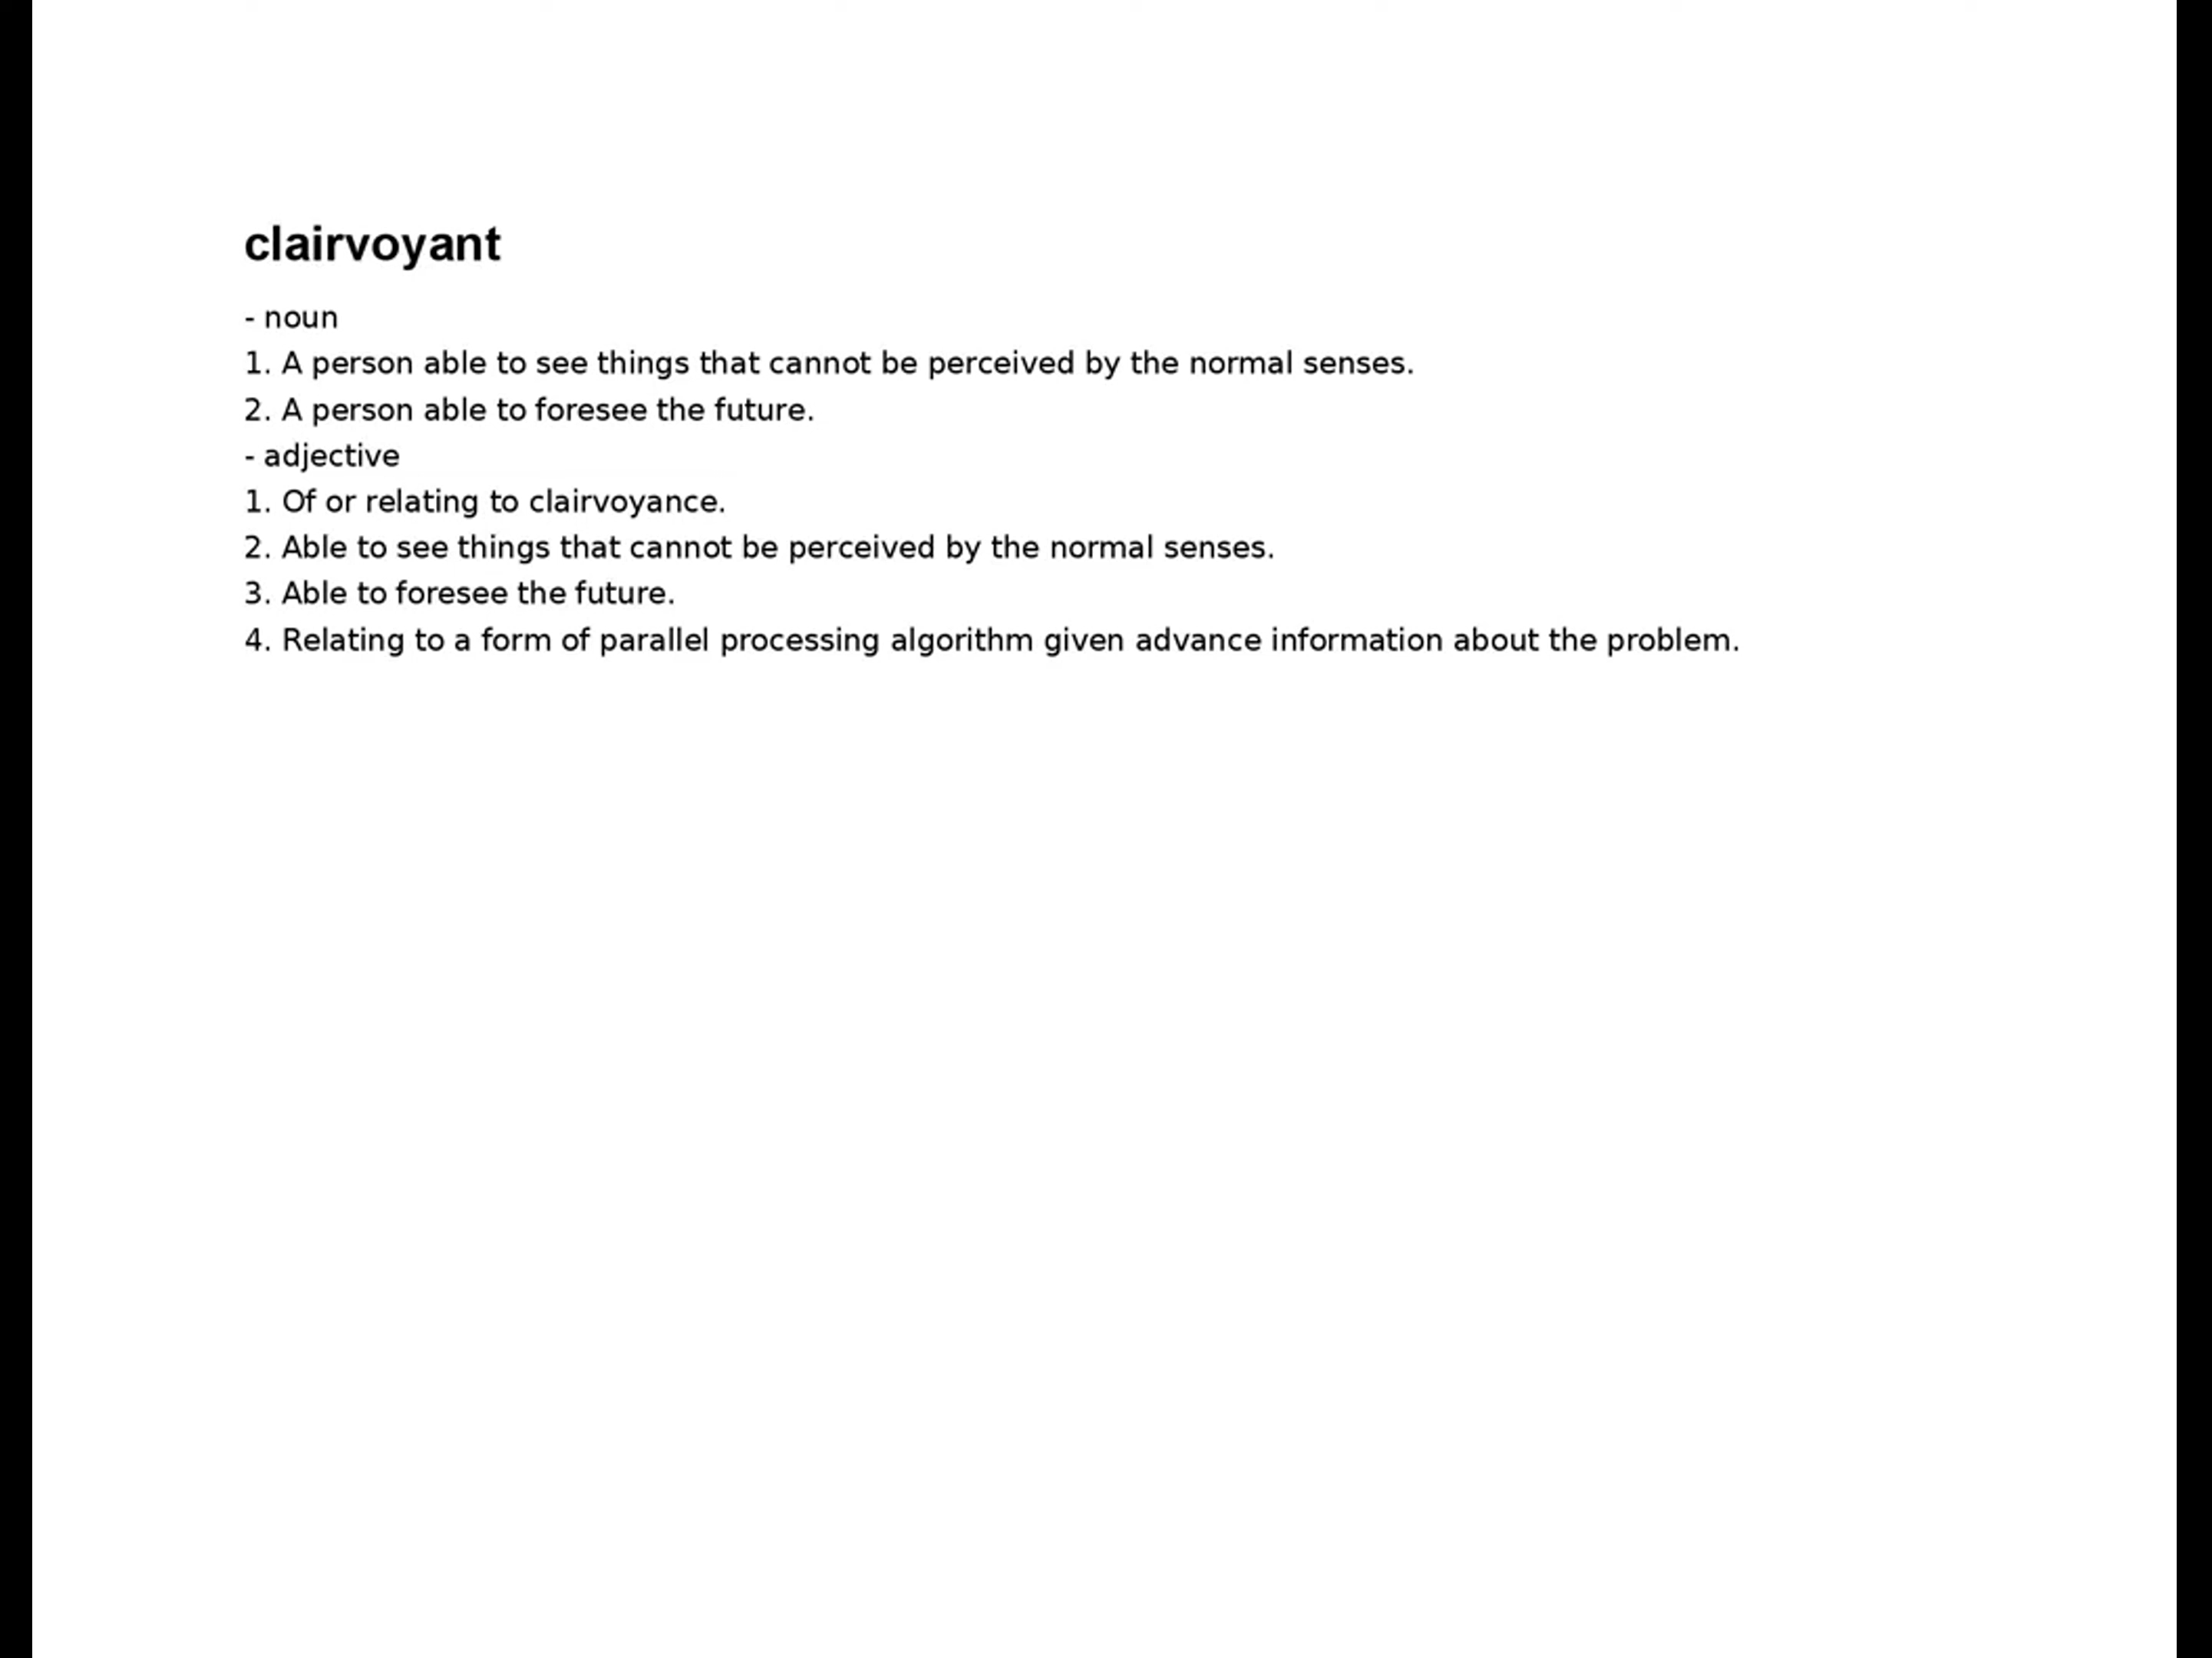 clairvoyant
- noun
1. A person able to see things that cannot be perceived by the normal senses.
2. A person able to foresee the future.
- adjective
1. Of or relating to clairvoyance.
2. Able to see things that cannot be perceived by the normal senses.
3. Able to foresee the future.
4. Relating to a form of parallel processing algorithm given advance information about the problem.